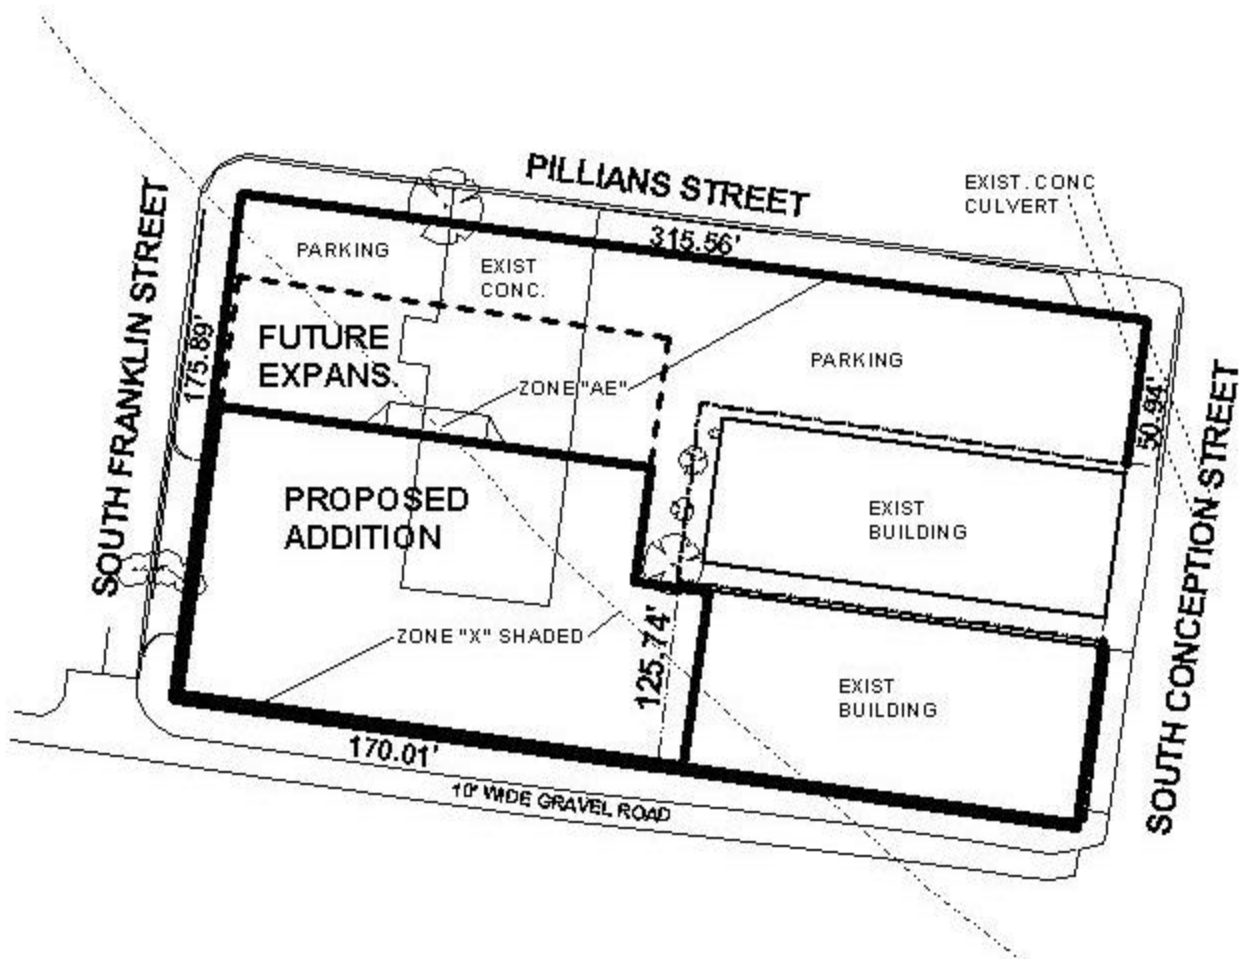 PILLIANS STREET
EXIST. CONC
CULVERT
315.56'
PARKING
EXIST
CONC.
SOUTH FRANKLIN STREET
175.89'
FUTURE
EXPANS.
ZONE "AE"
PARKING
50.94'
SOUTH CONCEPTION STREET
PROPOSED
ADDITION
EXIST
BUILDING
ZONE "X" SHADED
125.74'
EXIST
BUILDING
170.01'
10' WIDE GRAVEL ROAD